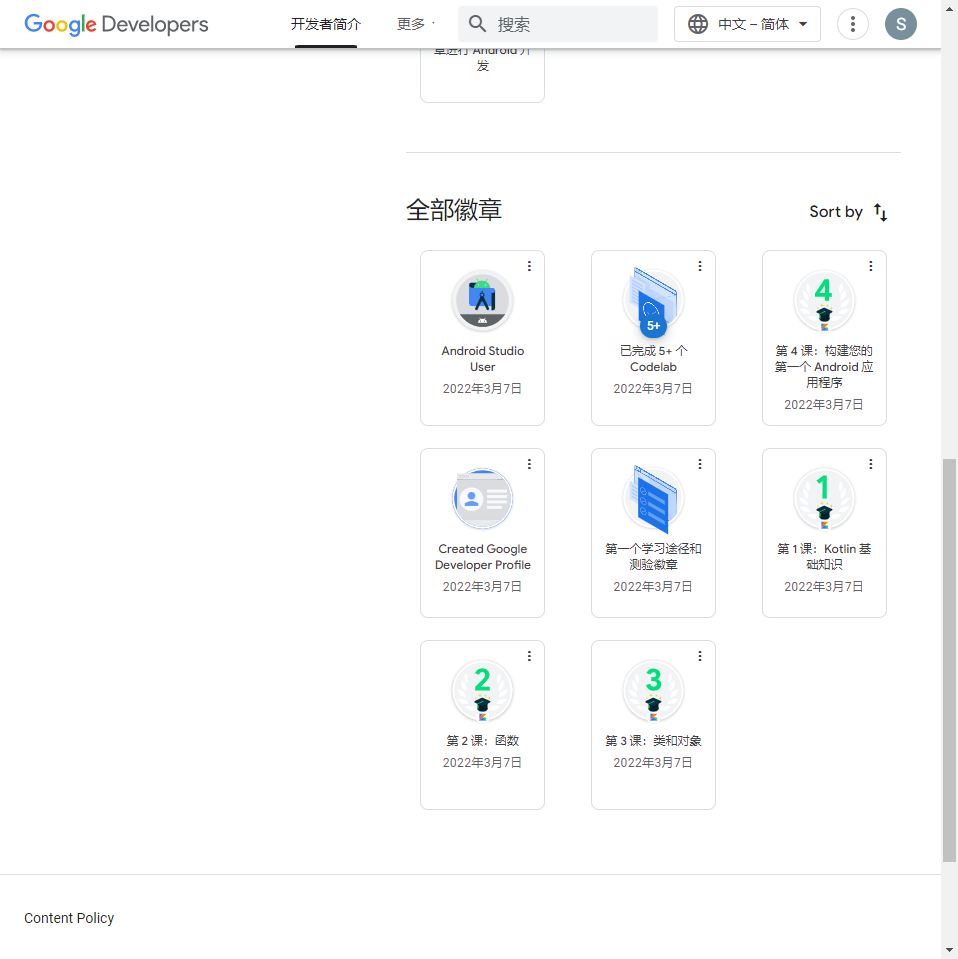 Google Developers
开发者简介
更多
搜索
中文 – 简体
S
章进行 Android 开
发
全部徽章
Sort by
Android Studio
User
2022年3月7日
5+
已完成 5+ 个
Codelab
2022年3月7日
4
第 4 课：构建您的
第一个 Android 应
用程序
2022年3月7日
Created Google
Developer Profile
2022年3月7日
第一个学习途径和
测验徽章
2022年3月7日
1
第 1 课：Kotlin 基
础知识
2022年3月7日
2
第 2 课：函数
2022年3月7日
3
第 3 课：类和对象
2022年3月7日
Content Policy